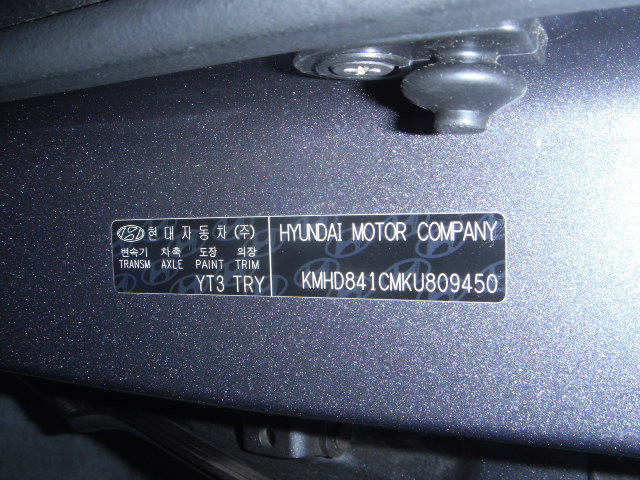 현대자동차(주)
변속기 차축 도장 의장
TRANSM AXLE PAINT TRIM
YT3 TRY
HYUNDAI MOTOR COMPANY
KMHD841CMKU809450